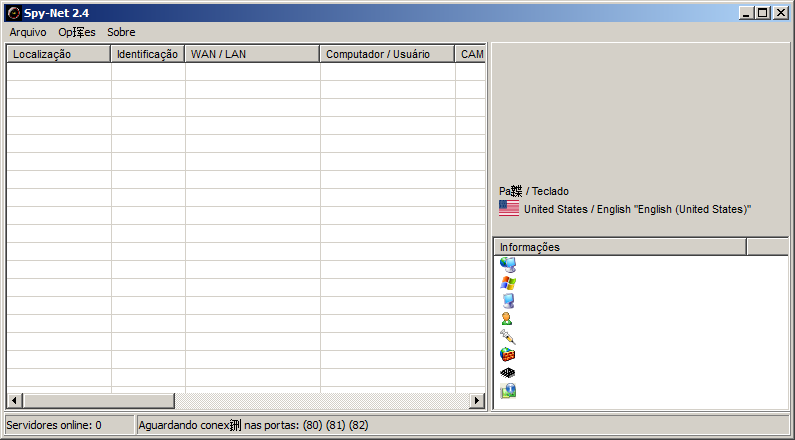 Spy-Net 2.4
Arquivo Op珲es Sobre
Localização Identificação WAN / LAN Computador / Usuário CAM
Pa韘 / Teclado
United States / English "English (United States)"
Informações
Servidores online: 0 Aguardando conex鉶 nas portas: (80) (81) (82)